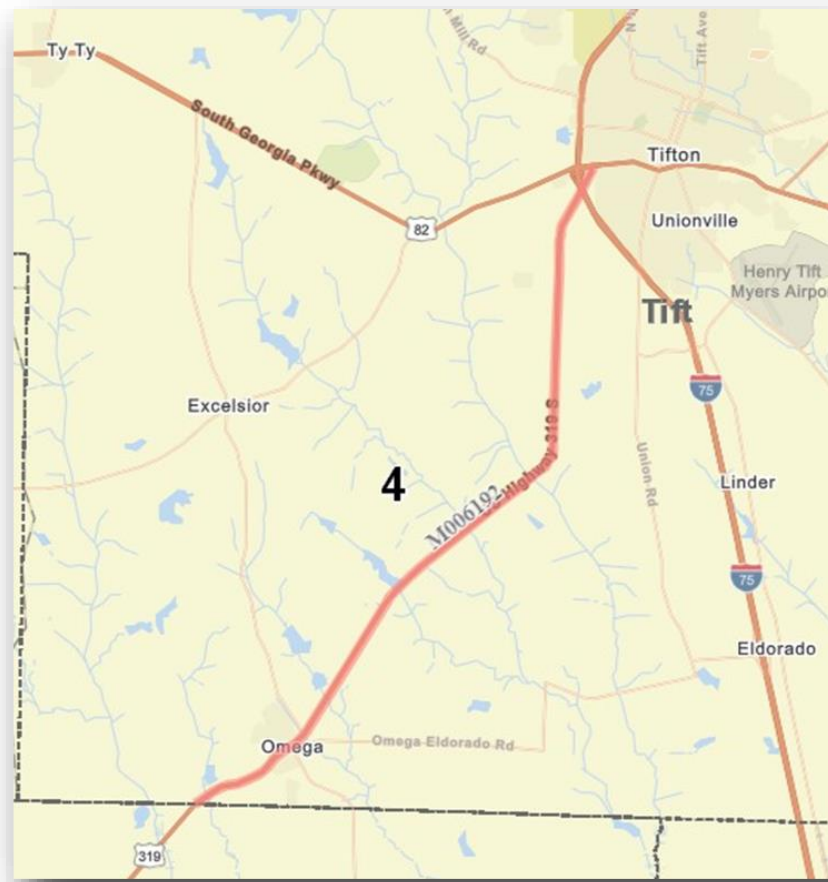 Mill Rd
N
Tift Ave
Ty Ty
South Georgia Pkwy
Tifton
82
Unionville
Henry Tift
Myers Airpor
Tift
75
Excelsior
Highway 319 S
4
M006192
Union Rd
Linder
75
Eldorado
Omega
Omega Eldorado Rd
319